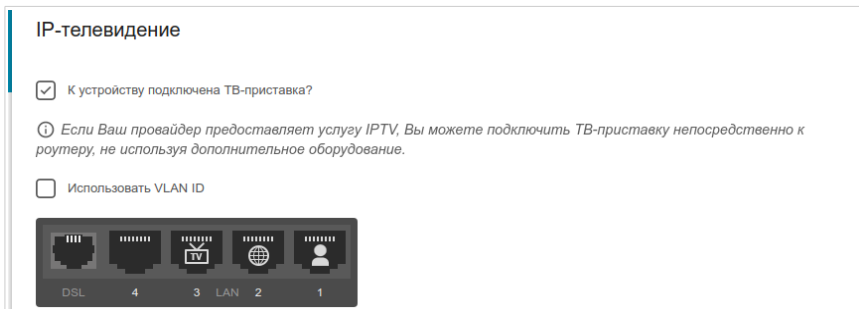 IP-телевидение
К устройству подключена ТВ-приставка?
Если Ваш провайдер предоставляет услугу IPTV, Вы можете подключить ТВ-приставку непосредственно к
роутеру, не используя дополнительное оборудование.
Использовать VLAN ID
TV
DSL 4 3 LAN 2 1